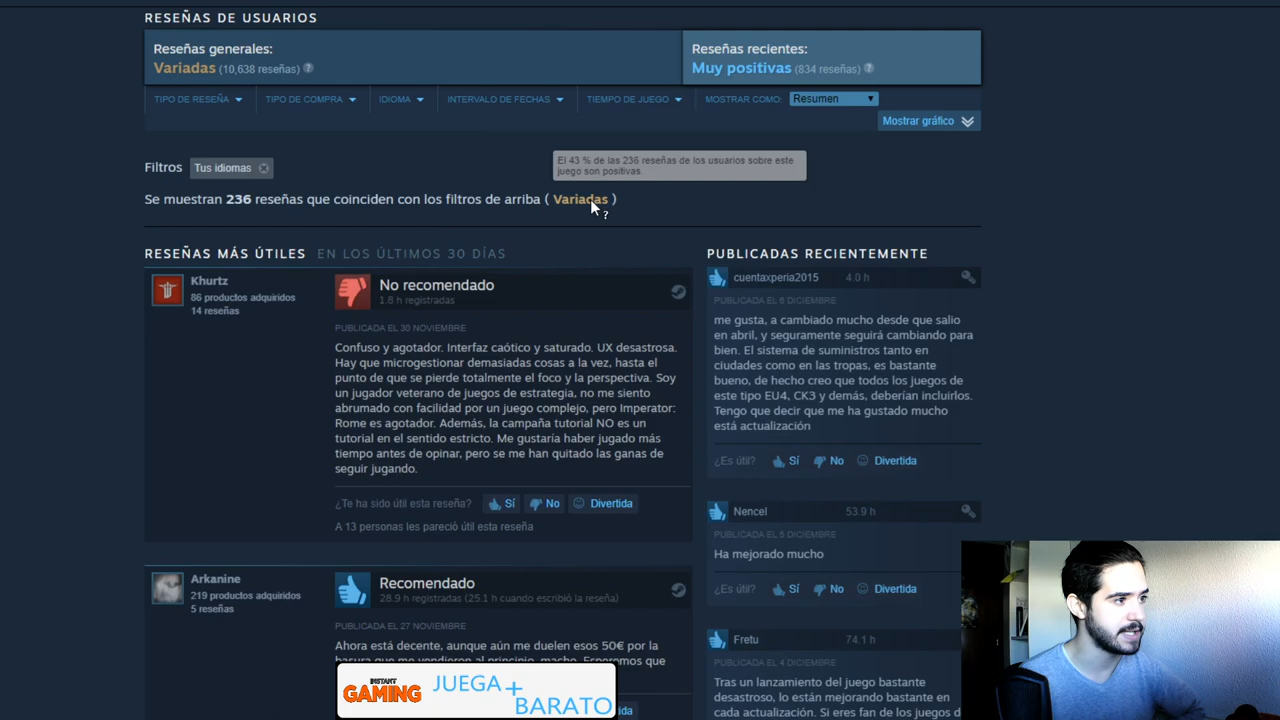 RESEÑAS DE USUARIOS
Reseñas generales:
Variadas (10,638 reseñas) ?
Reseñas recientes:
Muy positivas (834 reseñas) ?
TIPO DE RESEÑA TIPO DE COMPRA IDIOMA INTERVALO DE FECHAS TIEMPO DE JUEGO MOSTRAR COMO: Resumen
Mostrar gráfico
Filtros Tus idiomas
El 43 % de las 236 reseñas de los usuarios sobre este
juego son positivas.
Se muestran 236 reseñas que coinciden con los filtros de arriba ( Variadas )
?
RESEÑAS MÁS ÚTILES EN LOS ÚLTIMOS 30 DÍAS
Khurtz
86 productos adquiridos
14 reseñas
No recomendado
1.8 h registradas
PUBLICADA EL 30 NOVIEMBRE
Confuso y agotador. Interfaz caótico y saturado. UX desastrosa.
Hay que microgestionar demasiadas cosas a la vez, hasta el
punto de que se pierde totalmente el foco y la perspectiva. Soy
un jugador veterano de juegos de estrategia, no me siento
abrumado con facilidad por un juego complejo, pero Imperator:
Rome es agotador. Además, la campaña tutorial NO es un
tutorial en el sentido estricto. Me gustaría haber jugado más
tiempo antes de opinar, pero se me han quitado las ganas de
seguir jugando.
¿Te ha sido útil esta reseña? Sí No Divertida
A 13 personas les pareció útil esta reseña
Arkanine
219 productos adquiridos
5 reseñas
Recomendado
28.9 h registradas (25.1 h cuando escribió la reseña)
PUBLICADA EL 27 NOVIEMBRE
Ahora está decente, aunque aún me duelen esos 50€ por la
basura que me vendieron al principio, macho. Esperemos que
PUBLICADAS RECIENTEMENTE
cuentaxperia2015 4.0 h
PUBLICADA EL 6 DICIEMBRE
me gusta, a cambiado mucho desde que salio
en abril, y seguramente seguirá cambiando para
bien. El sistema de suministros tanto en
ciudades como en las tropas, es bastante
bueno, de hecho creo que todos los juegos de
este tipo EU4, CK3 y demás, deberían incluirlos.
Tengo que decir que me ha gustado mucho
está actualización
¿Es útil? Sí No Divertida
Nencel 53.9 h
PUBLICADA EL 5 DICIEMBRE
Ha mejorado mucho
¿Es útil? Sí No Divertida
Fretu 74.1 h
PUBLICADA EL 4 DICIEMBRE
Tras un lanzamiento del juego bastante
desastroso, lo están mejorando bastante en
cada actualización. Si eres fan de los juegos d
INSTANT
GAMING
JUEGA+
BARATO